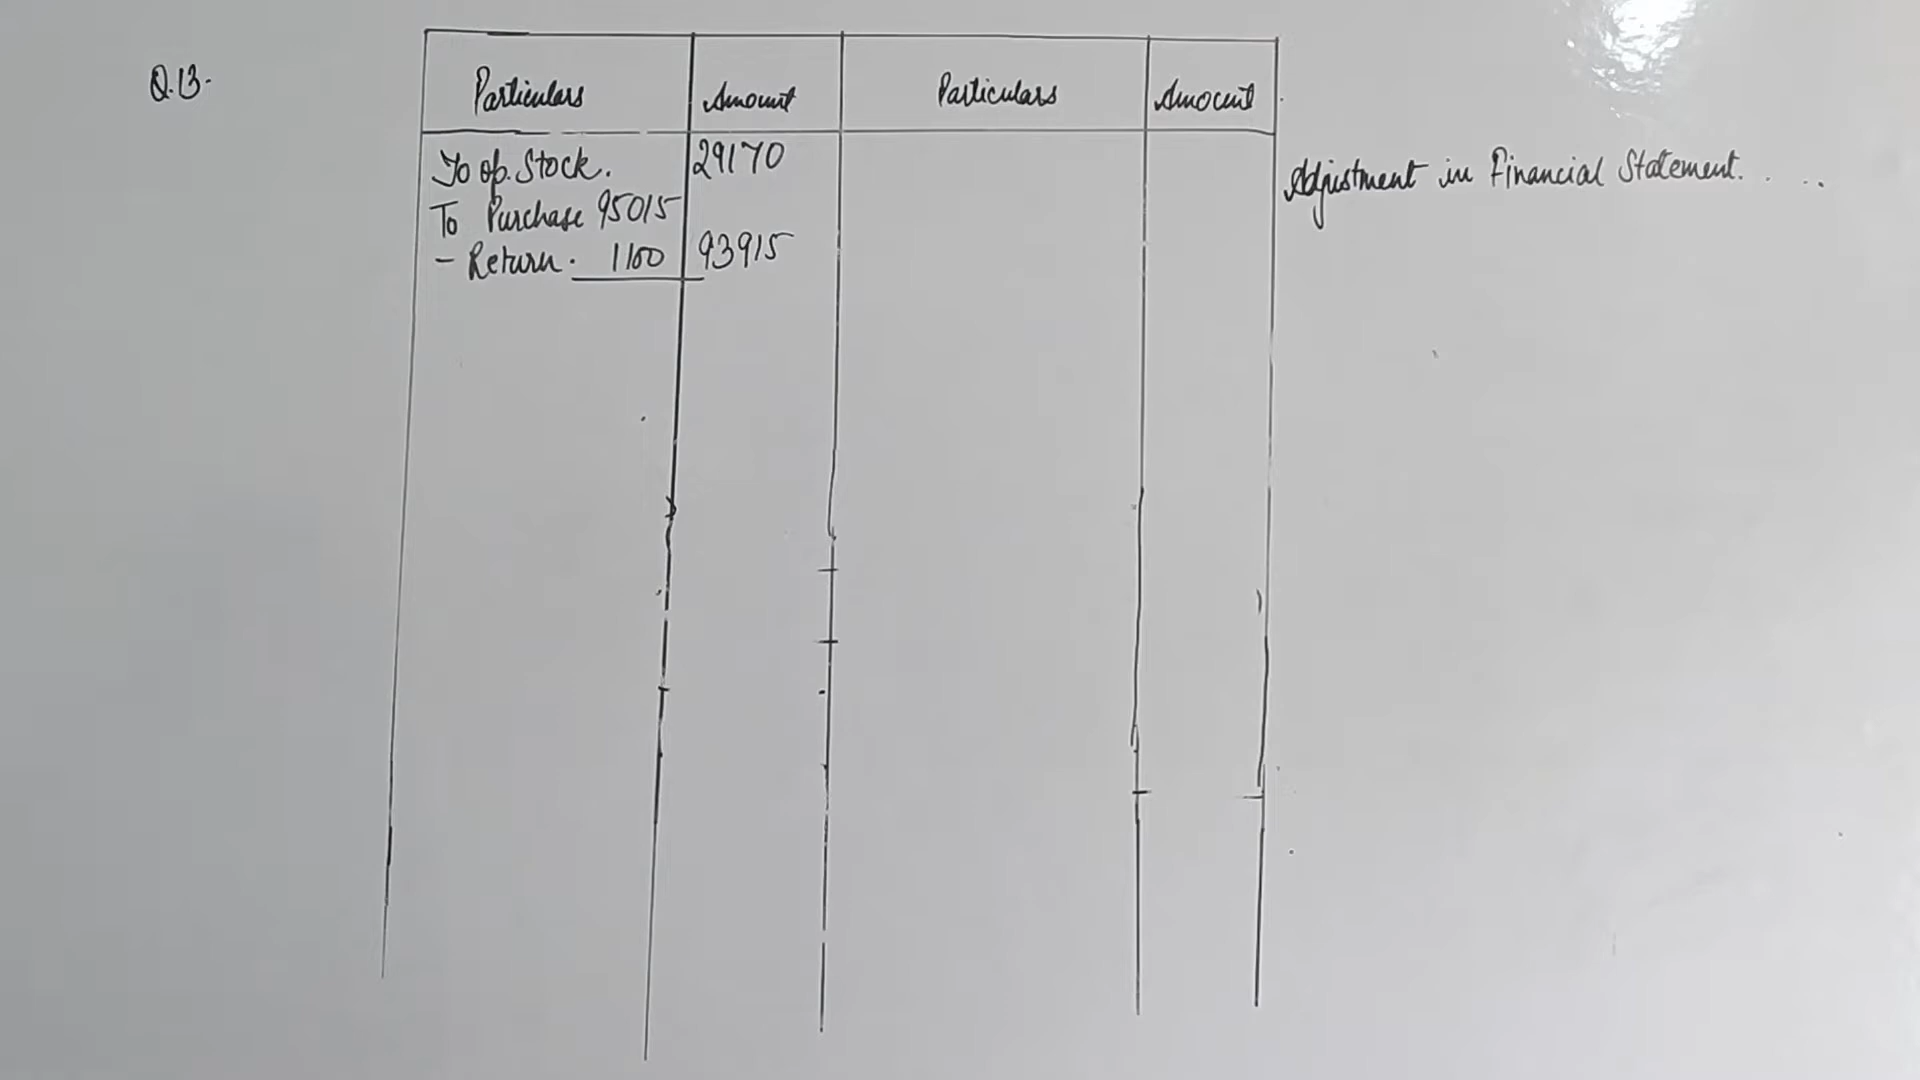 Q.13.
Particulars Amount Particulars Amount
To op. Stock. 29170
Adjustment in Financial Statement. . . .
To Purchase 95015
- Return. 1100 93915